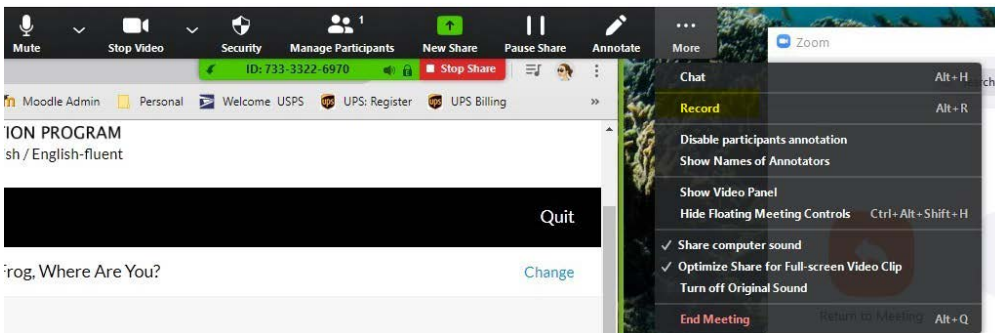 1
Mute Stop Video Security Manage Participants New Share Pause Share Annotate More
Zoom
ID: 733-3322-6970 Stop Share
Moodle Admin Personal Welcome USPS UPS: Register UPS Billing »
ION PROGRAM
sh / English-fluent
Quit
Frog, Where Are You? Change
Chat Alt+H
Record Alt+R
Disable participants annotation
Show Names of Annotators
Show Video Panel
Hide Floating Meeting Controls Ctrl+Alt+Shift+H
✓ Share computer sound
✓ Optimize Share for Full-screen Video Clip
Turn off Original Sound
Return to Meeting
End Meeting Alt+Q